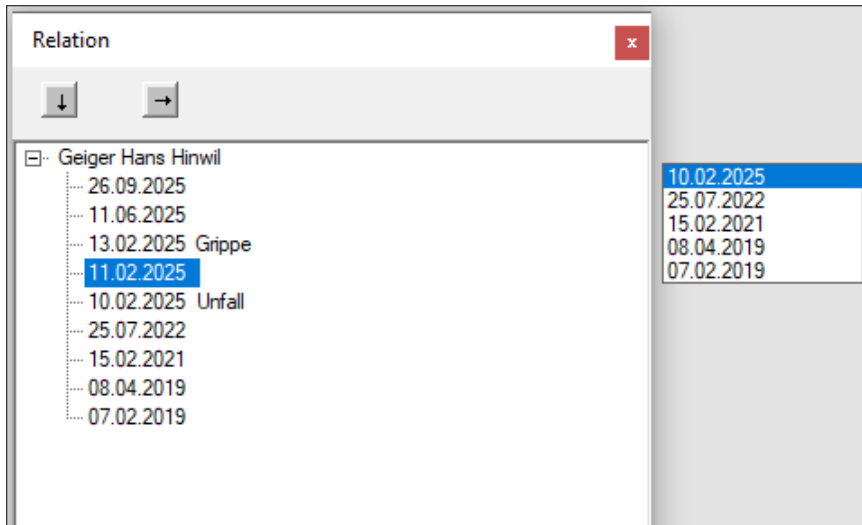 Relation
x
↓ →
Geiger Hans Hinwil
26.09.2025
11.06.2025
13.02.2025 Grippe
11.02.2025
10.02.2025 Unfall
25.07.2022
15.02.2021
08.04.2019
07.02.2019
10.02.2025
25.07.2022
15.02.2021
08.04.2019
07.02.2019